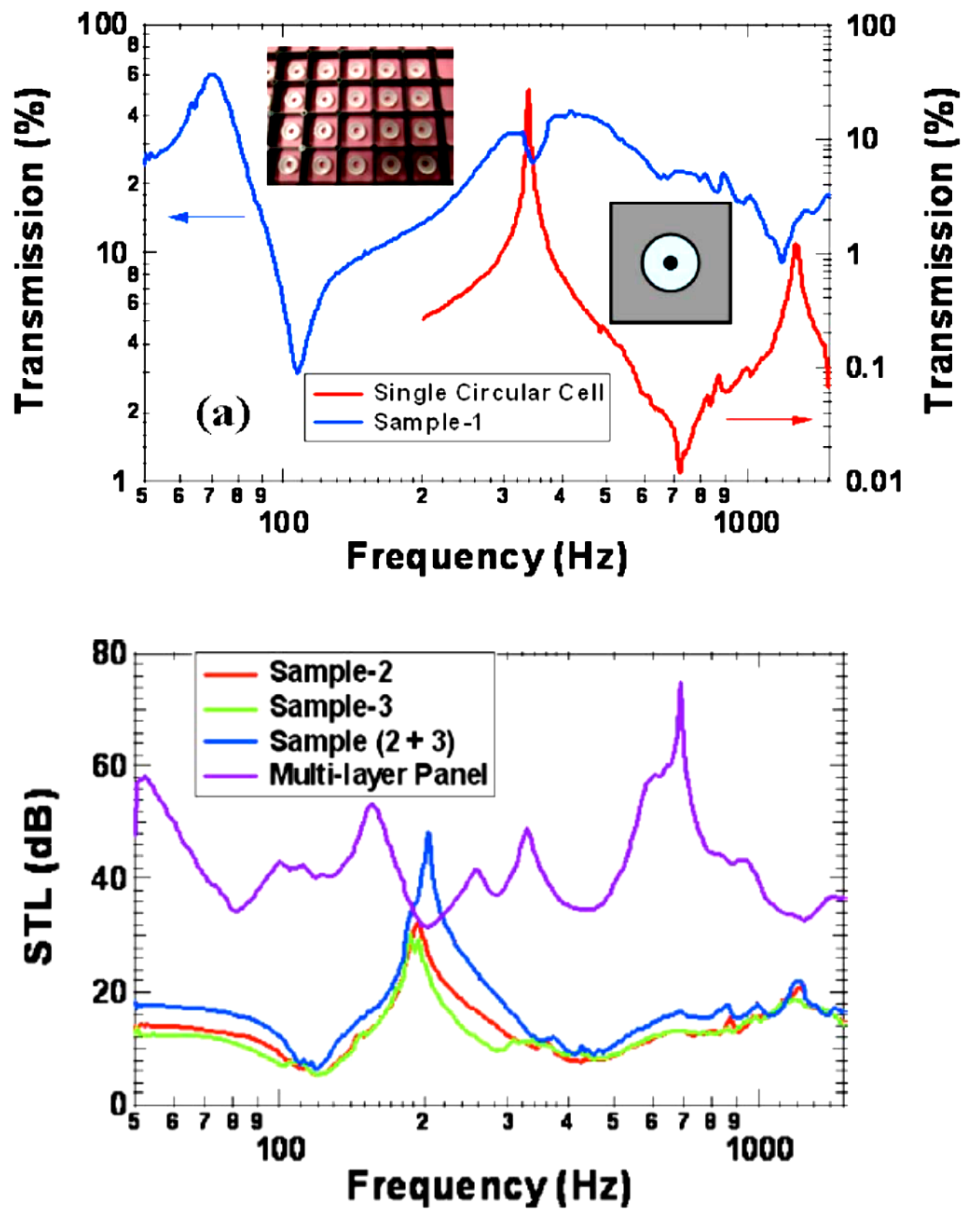 100
8
6
4
2
10
8
6
4
2
1
Transmission (%)
100
10
1
0.1
0.01
Transmission (%)
(a)
Single Circular Cell
Sample-1
5 6 7 8 9 2 3 4 5 6 7 8 9
100 1000
Frequency (Hz)
80
60
40
20
0
STL (dB)
Sample-2
Sample-3
Sample (2 + 3)
Multi-layer Panel
5 6 7 8 9 2 3 4 5 6 7 8 9
100 1000
Frequency (Hz)